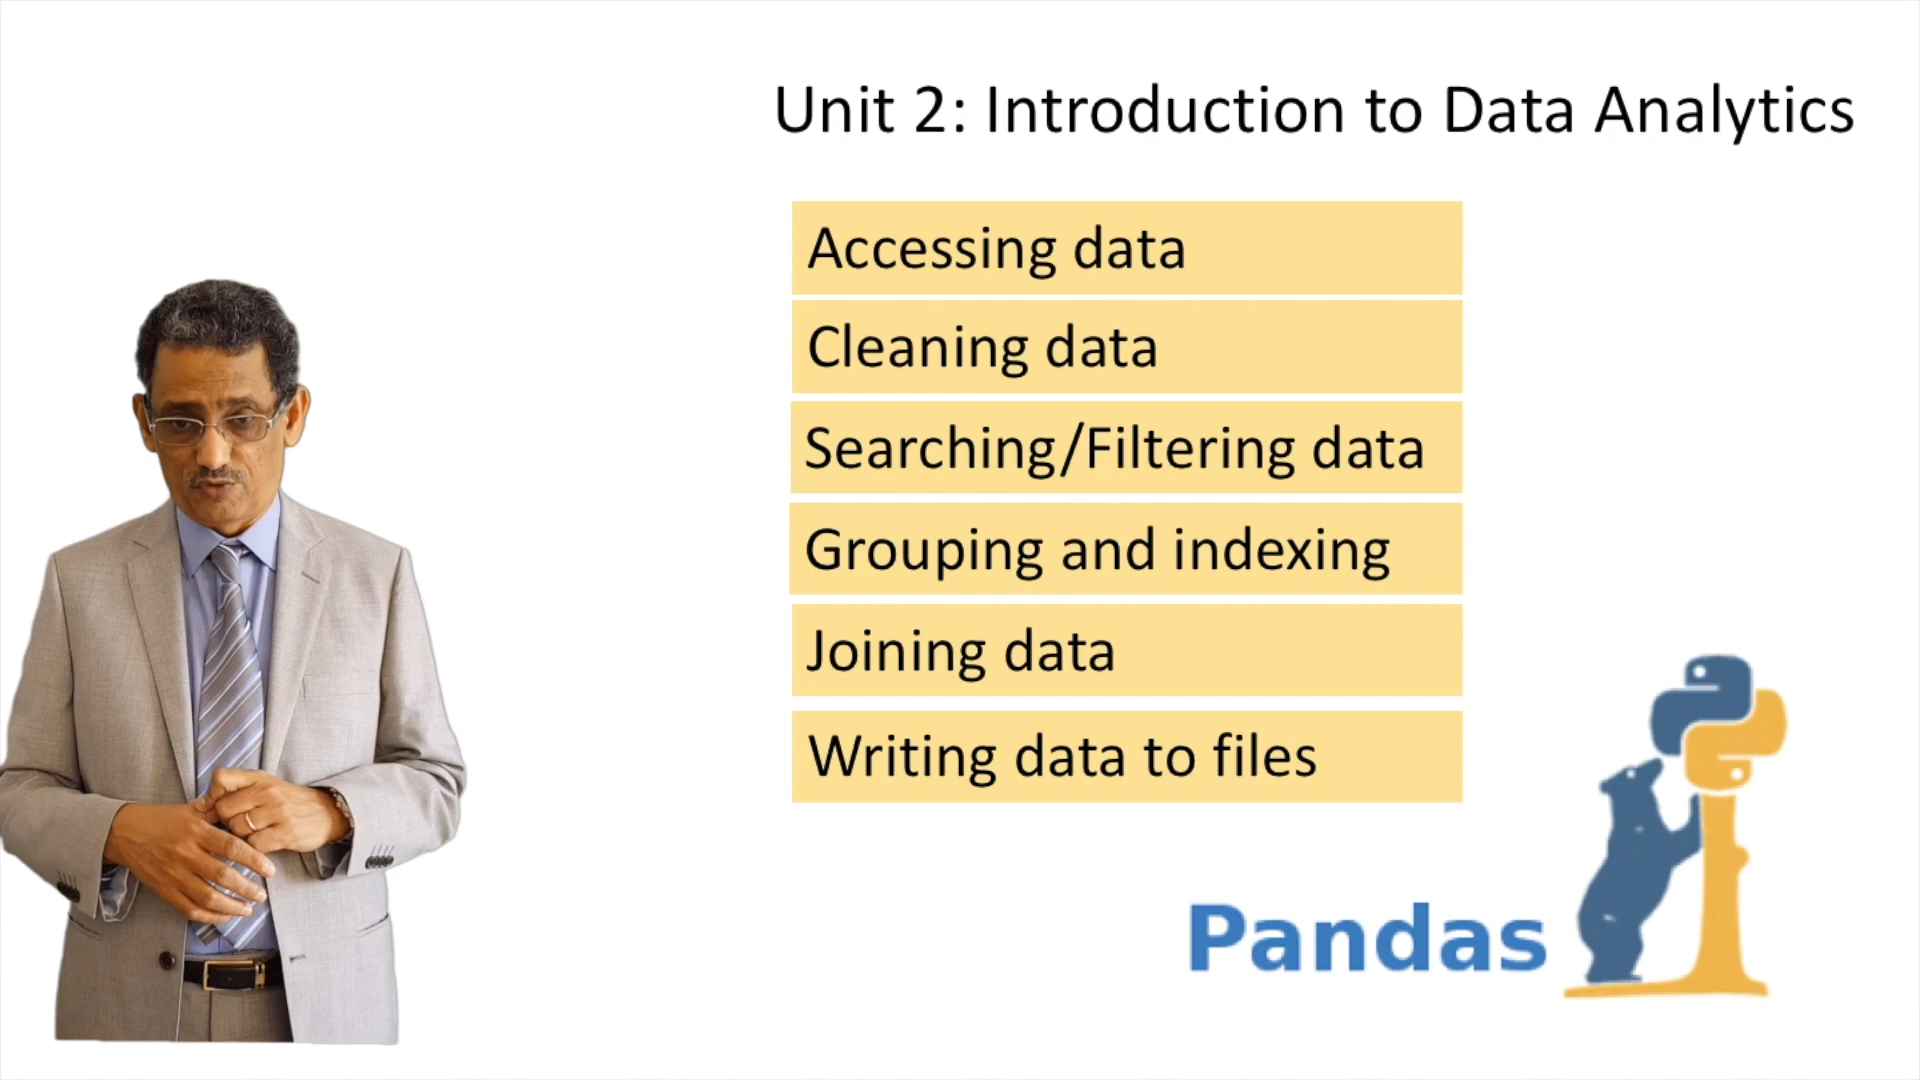 Unit 2: Introduction to Data Analytics
Accessing data
Cleaning data
Searching/Filtering data
Grouping and indexing
Joining data
Writing data to files
Pandas